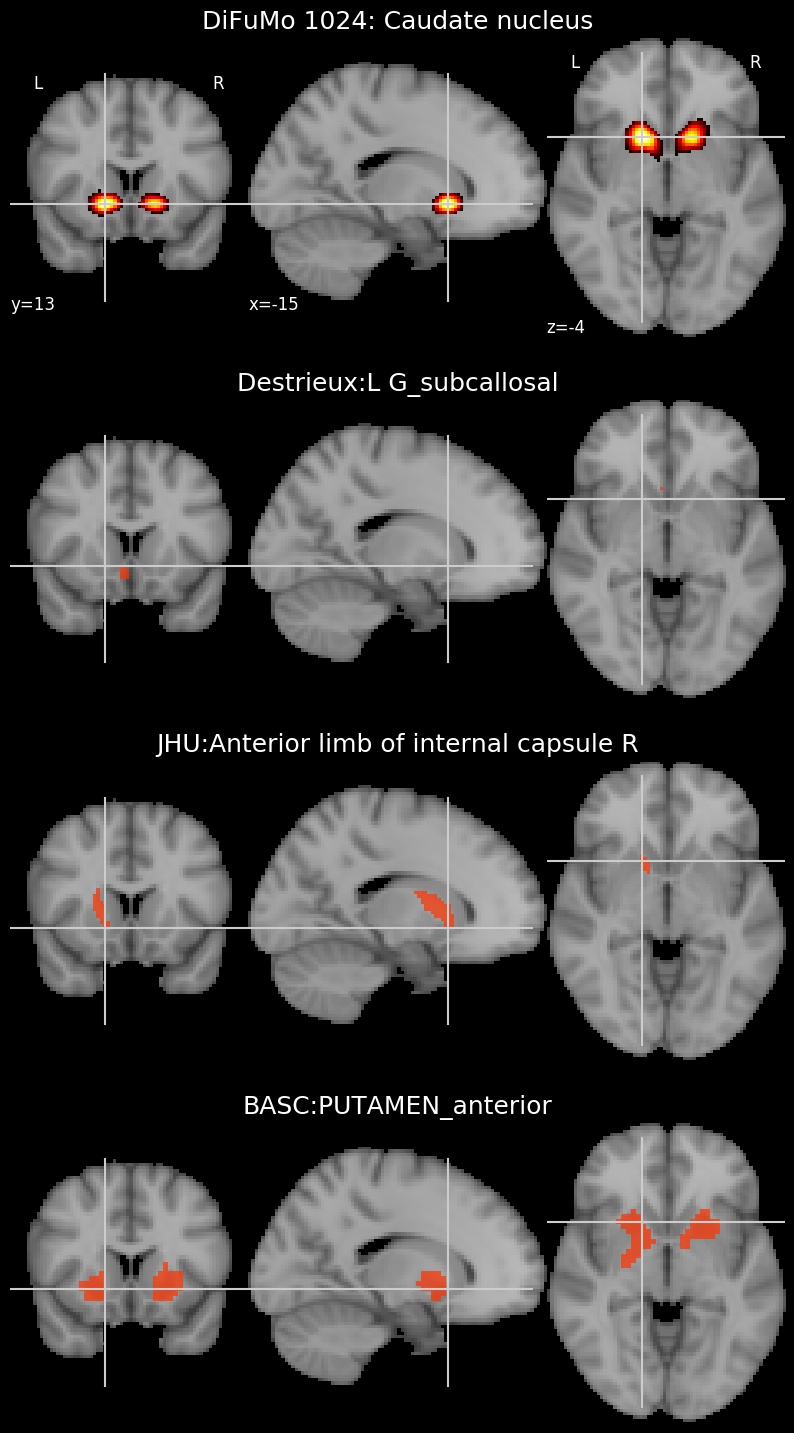 DiFuMo 1024: Caudate nucleus
L R L R
y=13 x=-15 z=-4
Destrieux:L G_subcallosal
JHU:Anterior limb of internal capsule R
BASC:PUTAMEN_anterior